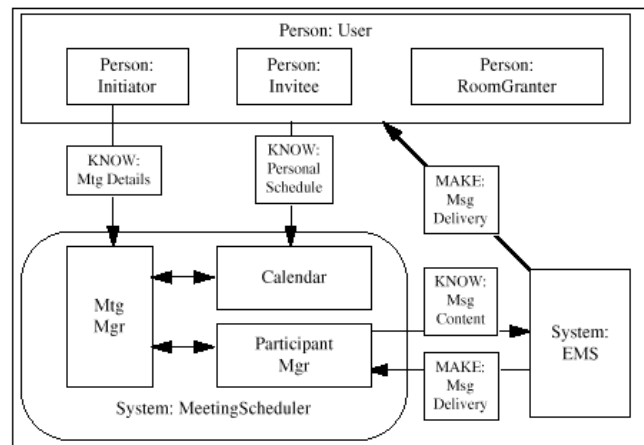 Person: User
Person:
Initiator
Person:
Invitee
Person:
RoomGranter
KNOW:
Mtg Details
KNOW:
Personal
Schedule
MAKE:
Msg
Delivery
Mtg
Mgr
Calendar
Participant
Mgr
System: MeetingScheduler
KNOW:
Msg
Content
MAKE:
Msg
Delivery
System:
EMS